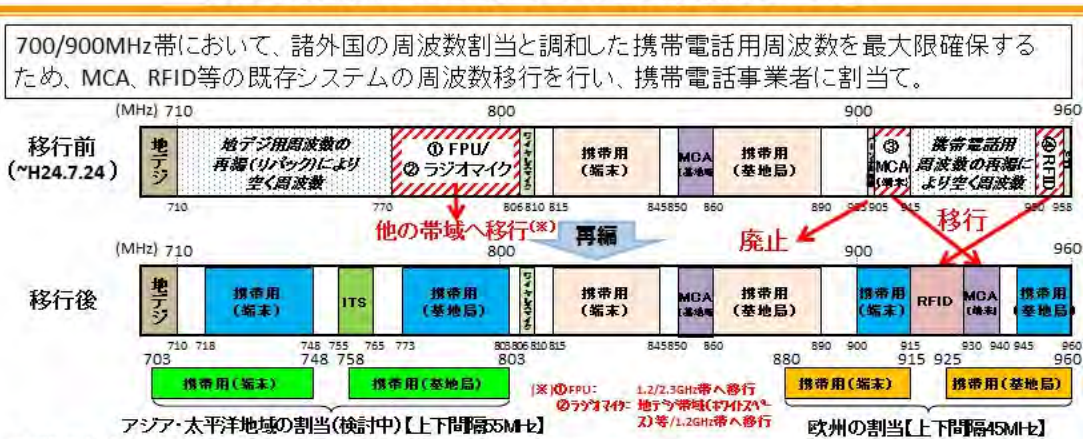 700/900MHz帯において、諸外国の周波数割当と調和した携帯電話用周波数を最大限確保する
ため、MCA、RFID等の既存システムの周波数移行を行い、携帯電話事業者に割当て。
(MHz) 710 800 900 960
移行前
(~H24.7.24)
地デジ
地デジ用周波数の
再編(リパック)により
空く周波数
① FPU/
② ラジオマイク
携帯用
(端末)
MCA
(基地局)
携帯用
(基地局)
③
MCA
(端末)
携帯電話用
周波数の再編に
より空く周波数
④RFID
710 770 806 810 815 845 850 860 890 905 915 950 958
他の帯域へ移行(※)
再編
廃止
移行
(MHz) 710 800 900 960
移行後
地デジ
携帯用
(端末)
ITS
携帯用
(基地局)
ワイヤレスマイク
携帯用
(端末)
MCA
(基地局)
携帯用
(基地局)
携帯用
(端末)
RFID
MCA
(端末)
携帯用
(基地局)
710 718 748 755 765 773 803 806 810 815 845 850 860 890 900 915 930 940 945 960
703 748 758 803 880 915 925 960
携帯用(端末)
携帯用(基地局)
携帯用(端末)
携帯用(基地局)
(※)①FPU: 1.2/2.3GHz帯へ移行
②ラジオマイク: 地デジ帯域(ホワイトスペー
ス)等/1.2GHz帯へ移行
アジア・太平洋地域の割当(検討中)【上下間隔55MHz】
欧州の割当【上下間隔45MHz】